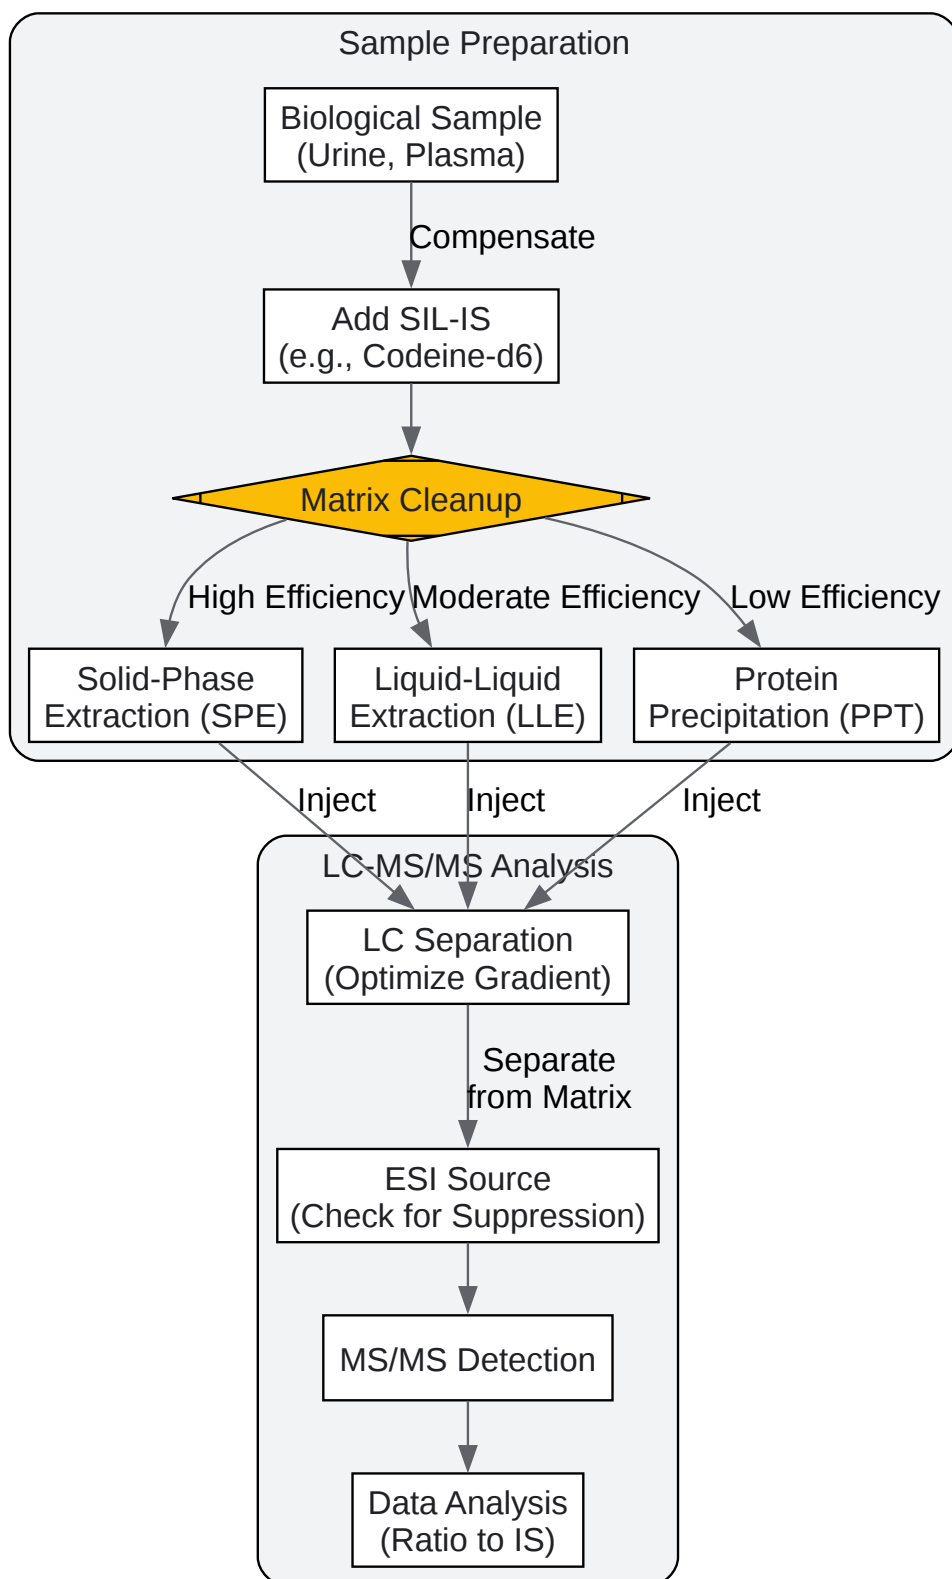 Sample Preparation
Biological Sample
(Urine, Plasma)
Compensate
Add SIL-IS
(e.g., Codeine-d6)
Matrix Cleanup
High Efficiency
Moderate Efficiency
Low Efficiency
Solid-Phase
Extraction (SPE)
Liquid-Liquid
Extraction (LLE)
Protein
Precipitation (PPT)
Inject
Inject
Inject
LC-MS/MS Analysis
LC Separation
(Optimize Gradient)
Separate
from Matrix
ESI Source
(Check for Suppression)
MS/MS Detection
Data Analysis
(Ratio to IS)